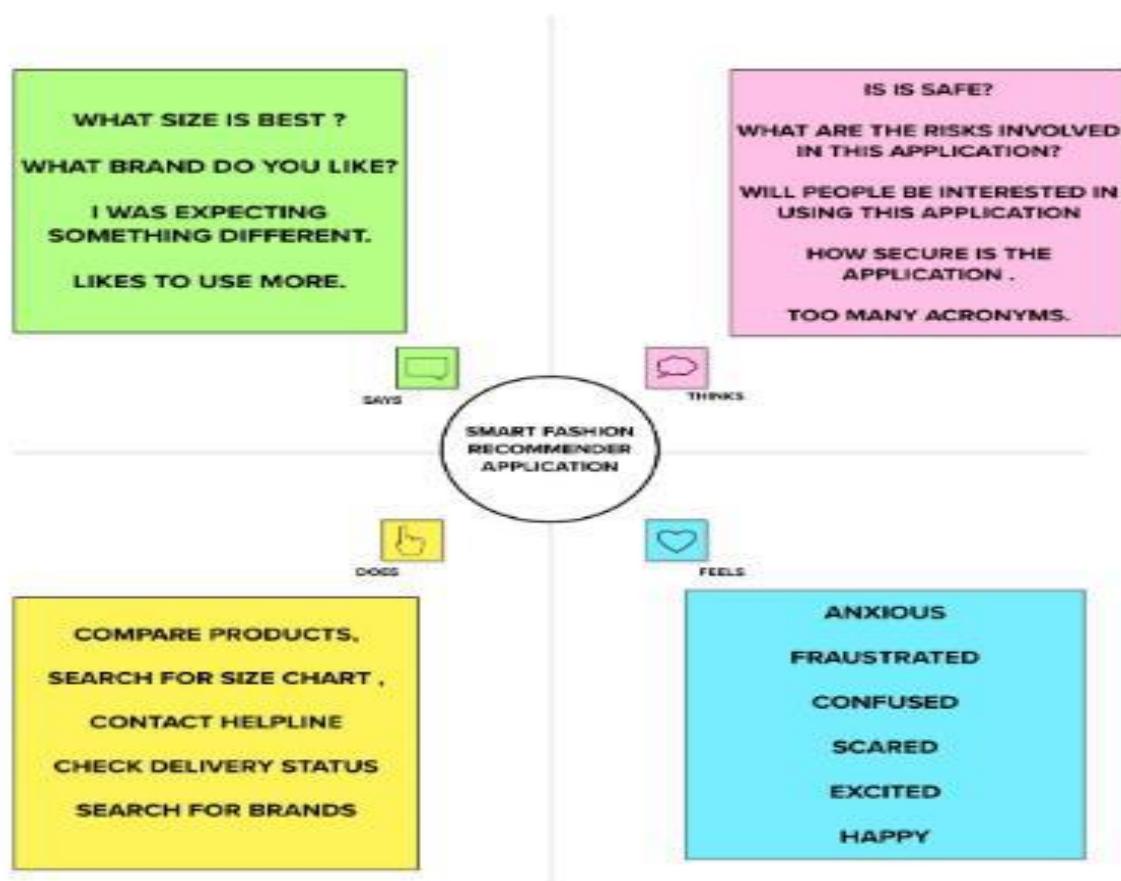 WHAT SIZE IS BEST ?
WHAT BRAND DO YOU LIKE?
I WAS EXPECTING
SOMETHING DIFFERENT.
LIKES TO USE MORE.
SAYS
IS IS SAFE?
WHAT ARE THE RISKS INVOLVED
IN THIS APPLICATION?
WILL PEOPLE BE INTERESTED IN
USING THIS APPLICATION
HOW SECURE IS THE
APPLICATION .
TOO MANY ACRONYMS.
THINKS
SMART FASHION
RECOMMENDER
APPLICATION
DOES
COMPARE PRODUCTS,
SEARCH FOR SIZE CHART ,
CONTACT HELPLINE
CHECK DELIVERY STATUS
SEARCH FOR BRANDS
FEELS
ANXIOUS
FRAUSTRATED
CONFUSED
SCARED
EXCITED
HAPPY